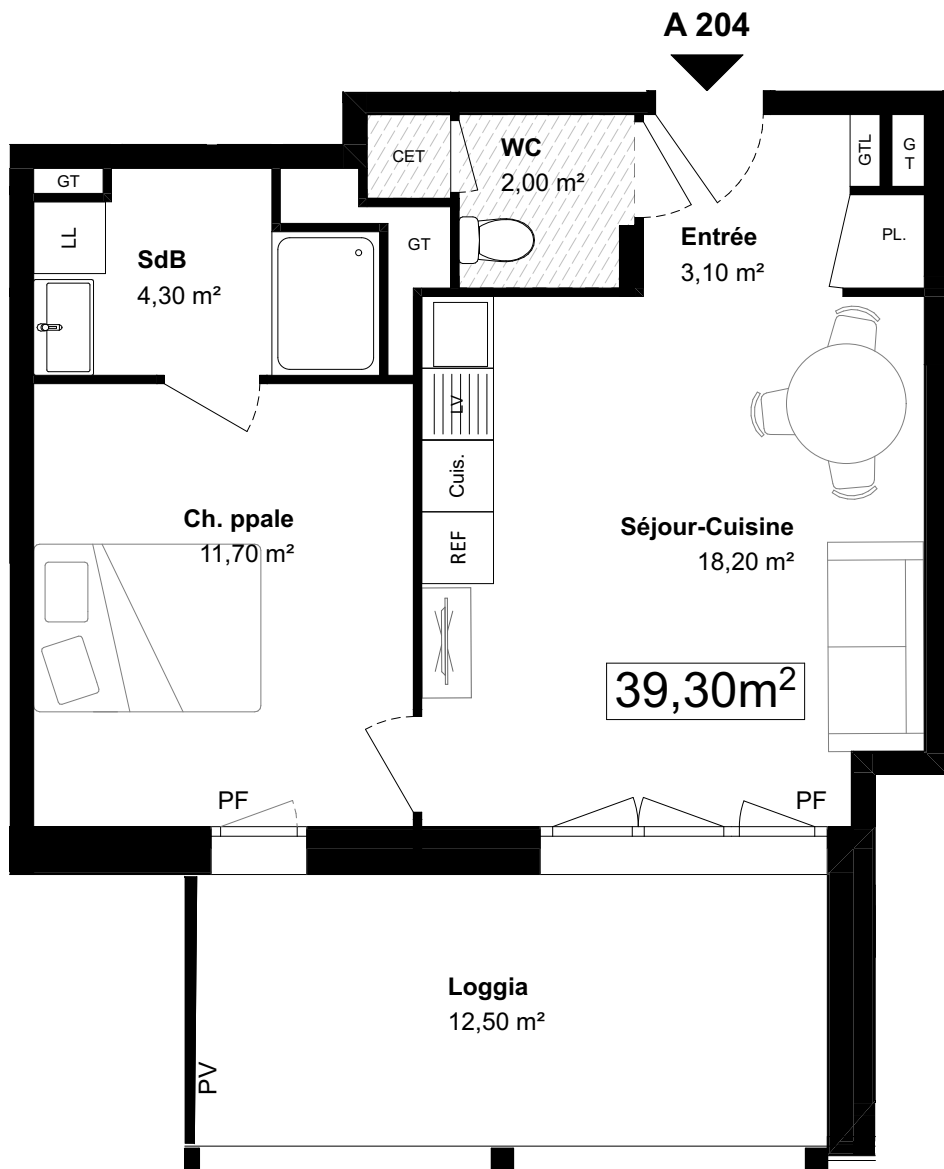 A 204
CET
WC
2,00 m²
GTL
G
T
GT
LL
SdB
4,30 m²
GT
Entrée
3,10 m²
PL.
LV
Cuis.
REF
Ch. ppale
11,70 m²
Séjour-Cuisine
18,20 m²
39,30m²
PF
PF
Loggia
12,50 m²
PV